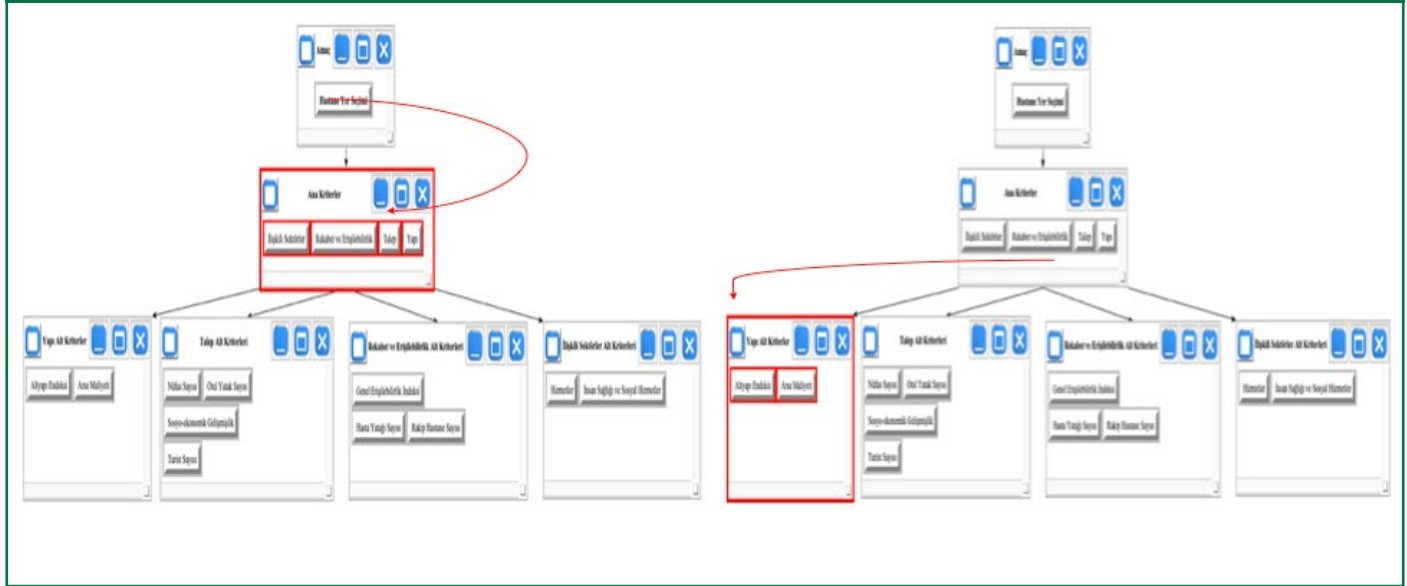 Amaç
Hastane Yer Seçimi
Ana Kriterler
İlişkili Sektörler Rekabet ve Erişilebilirlik Talep Yapı
Yapı Alt Kriterler
Altyapı Endeksi Arsa Maliyeti
Talep Alt Kriterleri
Nüfus Sayısı Otel Yatak Sayısı
Sosyo-ekonomik Gelişmişlik
Turist Sayısı
Rekabet ve Erişilebilirlik Alt Kriterleri
Genel Erişilebilirlik İndeksi
Hasta Yatağı Sayısı Rakip Hastane Sayısı
İlişkili Sektörler Alt Kriterleri
Hizmetler İnsan Sağlığı ve Sosyal Hizmetler
Amaç
Hastane Yer Seçimi
Ana Kriterler
İlişkili Sektörler Rekabet ve Erişilebilirlik Talep Yapı
Yapı Alt Kriterler
Altyapı Endeksi Arsa Maliyeti
Talep Alt Kriterleri
Nüfus Sayısı Otel Yatak Sayısı
Sosyo-ekonomik Gelişmişlik
Turist Sayısı
Rekabet ve Erişilebilirlik Alt Kriterleri
Genel Erişilebilirlik İndeksi
Hasta Yatağı Sayısı Rakip Hastane Sayısı
İlişkili Sektörler Alt Kriterleri
Hizmetler İnsan Sağlığı ve Sosyal Hizmetler